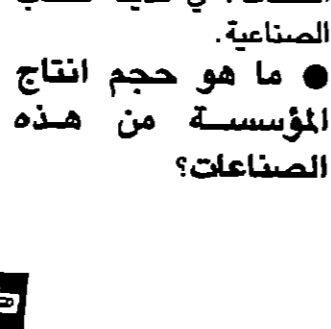 الصناعية.
● ما هو حجم انتاج
المؤسسة من هذه
الصناعات؟